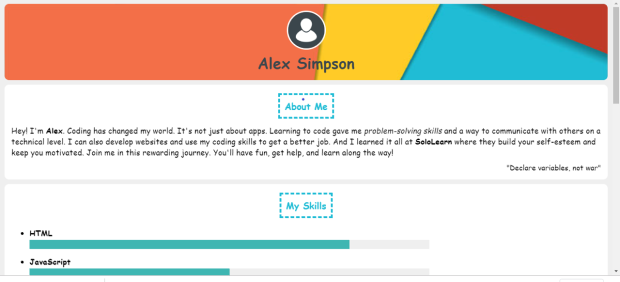 Alex Simpson
About Me
Hey! I'm Alex. Coding has changed my world. It's not just about apps. Learning to code gave me problem-solving skills and a way to communicate with others on a
technical level. I can also develop websites and use my coding skills to get a better job. And I learned it all at SoloLearn where they build your self-esteem and
keep you motivated. Join me in this rewarding journey. You'll have fun, get help, and learn along the way!
"Declare variables, not war"
My Skills
HTML
JavaScript